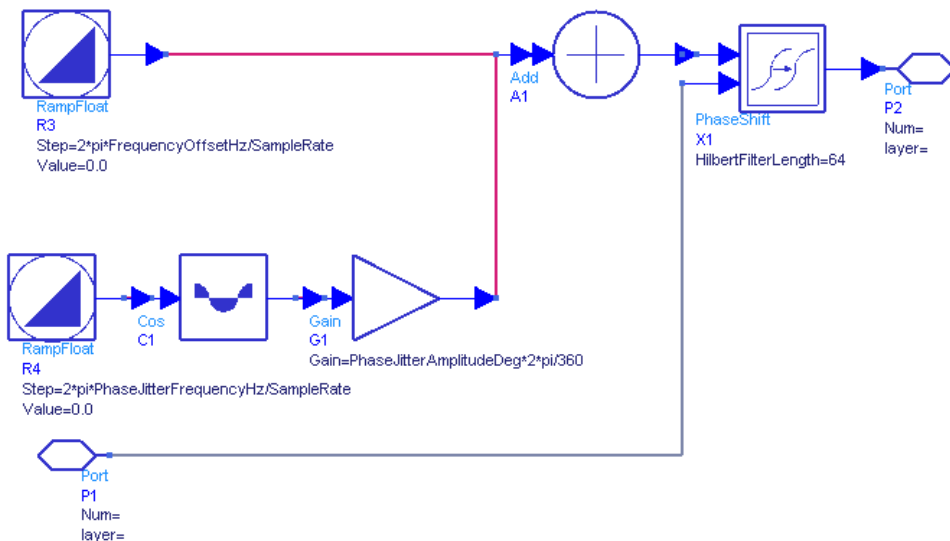 RampFloat
R3
Step=2*pi*FrequencyOffsetHz/SampleRate
Value=0.0
Add
A1
PhaseShift
X1
HilbertFilterLength=64
Port
P2
Num=
layer=
RampFloat
R4
Step=2*pi*PhaseJitterFrequencyHz/SampleRate
Value=0.0
Cos
C1
Gain
G1
Gain=PhaseJitterAmplitudeDeg*2*pi/360
Port
P1
Num=
layer=